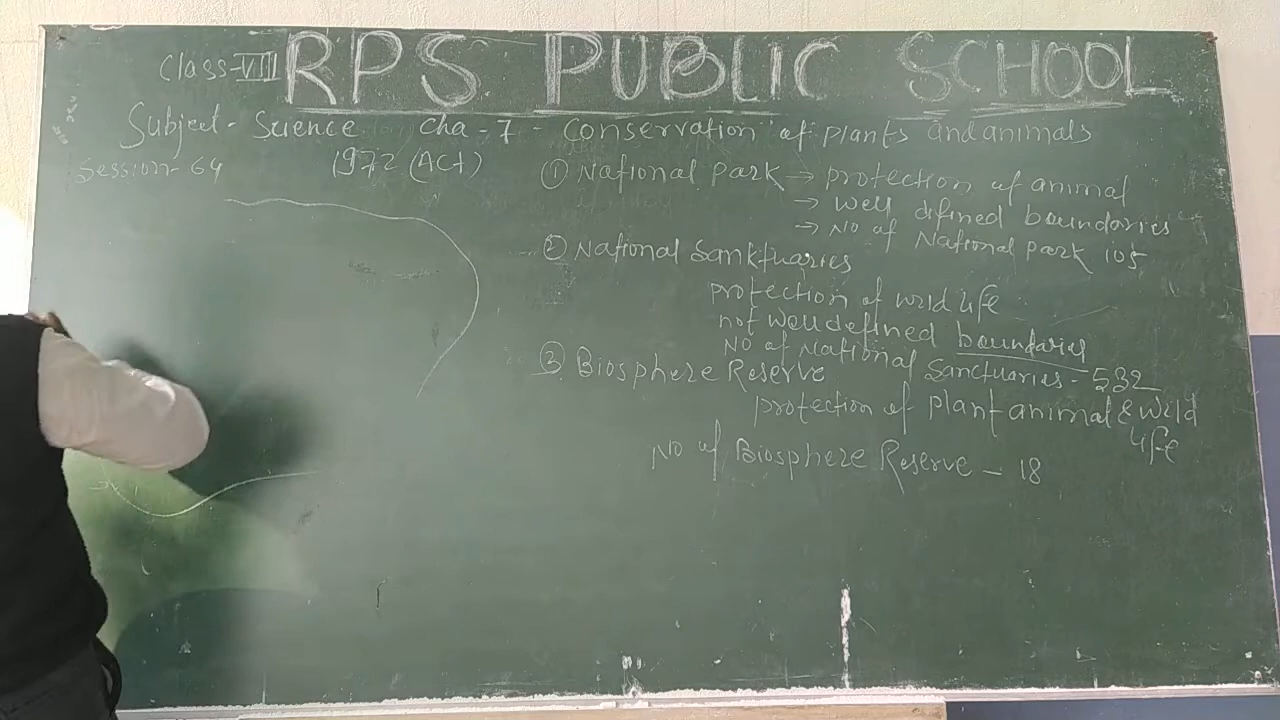 Class-VIII RPS PUBLIC SCHOOL
Subject - Science Cha-7 - Conservation of plants and animals
Session-64
1972 (ACT)
① National park → protection of animal
→ well defined boundaries
→ No of National park 105
② National Sanktuaries
protection of wild life
not well defined boundaries
No of National Sanctuaries - 532
③ Biosphere Reserve
protection of plant animal & wild
life
No of Biosphere Reserve - 18